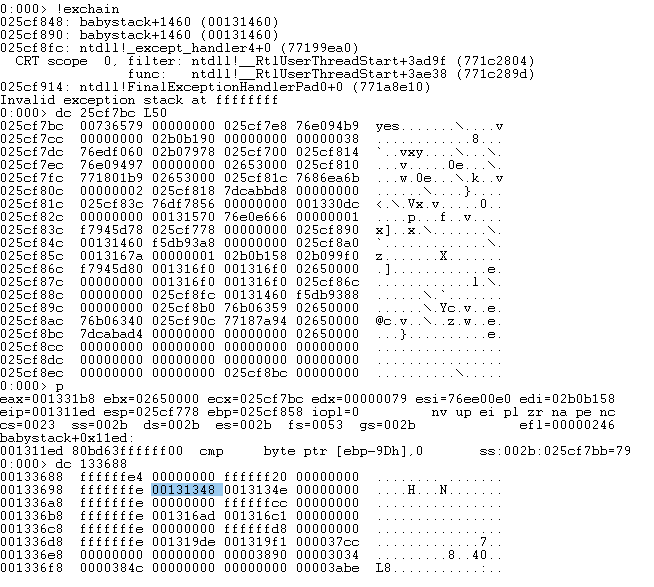 0:000> !exchain
025cf848: babystack+1460 (00131460)
025cf890: babystack+1460 (00131460)
025cf8fc: ntdll!_except_handler4+0 (77199ea0)
  CRT scope  0, filter: ntdll!__RtlUserThreadStart+3ad9f (771c2804)
                func:   ntdll!__RtlUserThreadStart+3ae38 (771c289d)
025cf914: ntdll!FinalExceptionHandlerPad0+0 (771a8e10)
Invalid exception stack at ffffffff
0:000> dc 25cf7bc L50
025cf7bc  00736579 00000000 025cf7e8 76e094b9  yes.......\....v
025cf7cc  00000000 02b0b190 00000000 00000038  ............8...
025cf7dc  76edf060 02b07978 025cf700 025cf814  `..vxy....\...\.
025cf7ec  76e09497 00000000 02653000 025cf810  ...v.....0e...\.
025cf7fc  771801b9 02653000 025cf81c 7686ea6b  ...w.0e...\.k..v
025cf80c  00000002 025cf818 7dcabbd8 00000000  ......\....}....
025cf81c  025cf83c 76df7856 00000000 001330dc  <.\.Vx.v.....0..
025cf82c  00000000 00131570 76e0e666 00000001  ....p...f..v....
025cf83c  f7945d78 025cf778 00000000 025cf890  x]..x.\.......\.
025cf84c  00131460 f5db93a8 00000000 025cf8a0  `.............\.
025cf85c  0013167a 00000001 02b0b158 02b099f0  z.......X.......
025cf86c  f7945d80 001316f0 001316f0 02650000  .]............e.
025cf87c  00000000 00000000 00000000 025cf86c  ............l.\.
025cf88c  00000000 025cf8fc 00131460 f5db9388  ......\.`.......
025cf89c  00000000 025cf8b0 76b06359 02650000  ......\.Yc.v..e.
025cf8ac  76b06340 025cf90c 77187a94 02650000  @c.v..\..z.w..e.
025cf8bc  7dcabad4 00000000 00000000 02650000  ...}..........e.
025cf8cc  00000000 00000000 00000000 00000000  ................
025cf8dc  00000000 00000000 00000000 00000000  ................
025cf8ec  00000000 00000000 025cf8bc 00000000  ..........\.....
0:000> p
eax=001331b8 ebx=02650000 ecx=025cf7bc edx=00000079 esi=76ee00e0 edi=02b0b158
eip=001311ed esp=025cf778 ebp=025cf858 iopl=0         nv up ei pl zr na pe nc
cs=0023  ss=002b  ds=002b  es=002b  fs=0053  gs=002b             efl=00000246
babystack+0x11ed:
001311ed 80bd63ffffff00  cmp     byte ptr [ebp-9Dh],0       ss:002b:025cf7bb=79
0:000> dc 133688
00133688  ffffffe4 00000000 ffffff20 00000000  ........ .......
00133698  fffffffe 00131348 0013134e 00000000  ....H...N.......
001336a8  fffffffe 00000000 ffffffcc 00000000  ................
001336b8  fffffffe 001316ad 001316c1 00000000  ................
001336c8  fffffffe 00000000 ffffffd8 00000000  ................
001336d8  fffffffe 001319de 001319f1 000037cc  .............7..
001336e8  00000000 00000000 00003890 00003034  .........8..40..
001336f8  0000384c 00000000 00000000 00003abe  L8...........:..